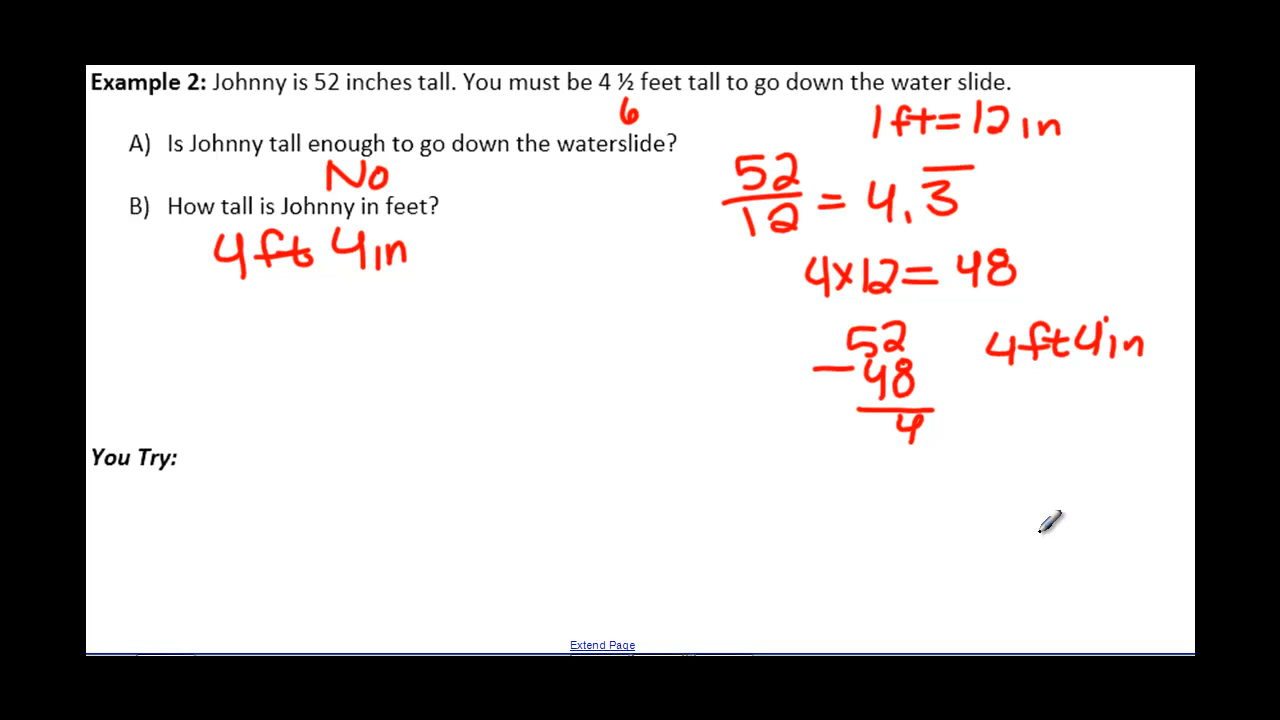 Example 2: Johnny is 52 inches tall. You must be 4 ½ feet tall to go down the water slide.
6
1ft=12in
A) Is Johnny tall enough to go down the waterslide?
No
52/12 = 4.3̅
B) How tall is Johnny in feet?
4ft 4in
4x12=48
52
4ft4in
-48
4
You Try:
Extend Page